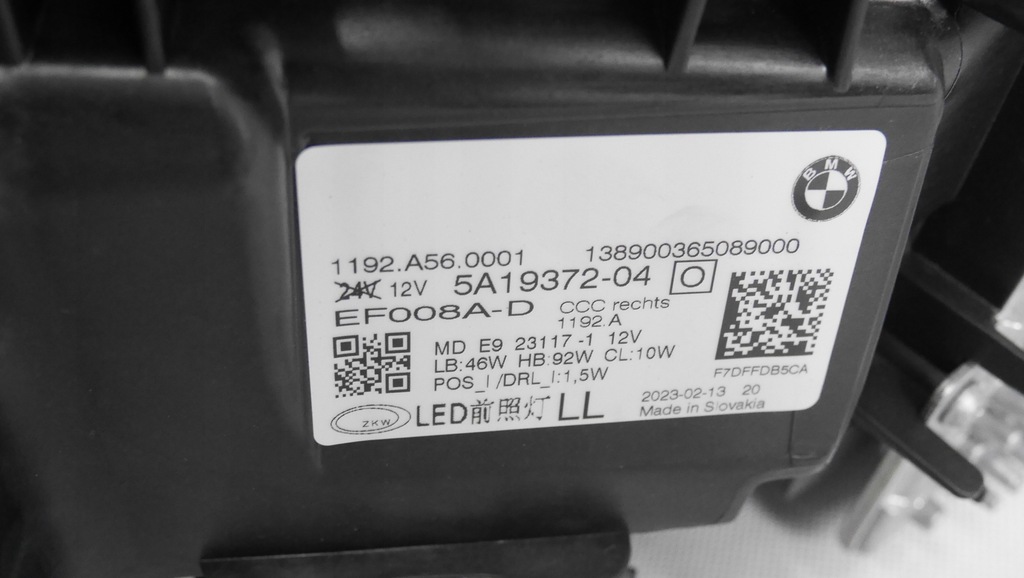 BMW
1192.A56.0001 138900365089000
24V 12V 5A19372-04 O
EF008A-D CCC rechts
1192.A
MD E9 23117-1 12V
LB:46W HB:92W CL:10W
POS_I/DRL_I:1,5W
F7DFFDB5CA
2023-02-13 20
Made in Slovakia
ZKW LED前照灯 LL